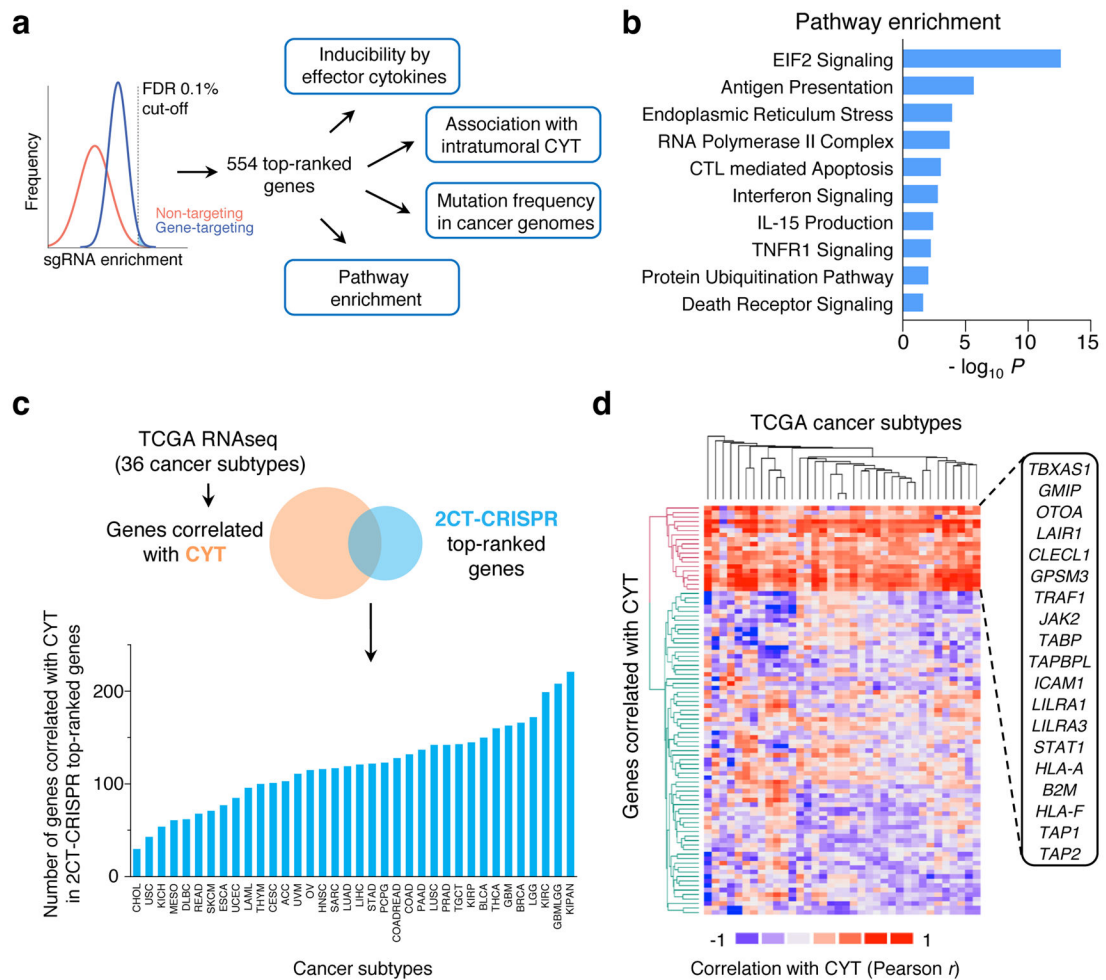 a
FDR 0.1%
cut-off
Frequency
Non-targeting
Gene-targeting
sgRNA enrichment
554 top-ranked
genes
Inducibility by
effector cytokines
Association with
intratumoral CYT
Mutation frequency
in cancer genomes
Pathway
enrichment
b
Pathway enrichment
EIF2 Signaling
Antigen Presentation
Endoplasmic Reticulum Stress
RNA Polymerase II Complex
CTL mediated Apoptosis
Interferon Signaling
IL-15 Production
TNFR1 Signaling
Protein Ubiquitination Pathway
Death Receptor Signaling
0 5 10 15
- log10 P
c
TCGA RNAseq
(36 cancer subtypes)
Genes correlated
with CYT
2CT-CRISPR
top-ranked
genes
Number of genes correlated with CYT
in 2CT-CRISPR top-ranked genes
200
100
0
CHOL
USC
KICH
MESO
DLBC
READ
SKCM
ESCA
UCEC
LAML
THYM
CESC
ACC
UVM
OV
HNSC
SARC
LUAD
LIHC
STAD
PCPG
COADREAD
COAD
PAAD
LUSC
PRAD
TGCT
KIRP
BLCA
THCA
GBM
BRCA
LGG
KIRC
GBMLGG
KIPAN
Cancer subtypes
d
TCGA cancer subtypes
Genes correlated with CYT
TBXAS1
GMIP
OTOA
LAIR1
CLECL1
GPSM3
TRAF1
JAK2
TABP
TAPBPL
ICAM1
LILRA1
LILRA3
STAT1
HLA-A
B2M
HLA-F
TAP1
TAP2
-1 1
Correlation with CYT (Pearson r)